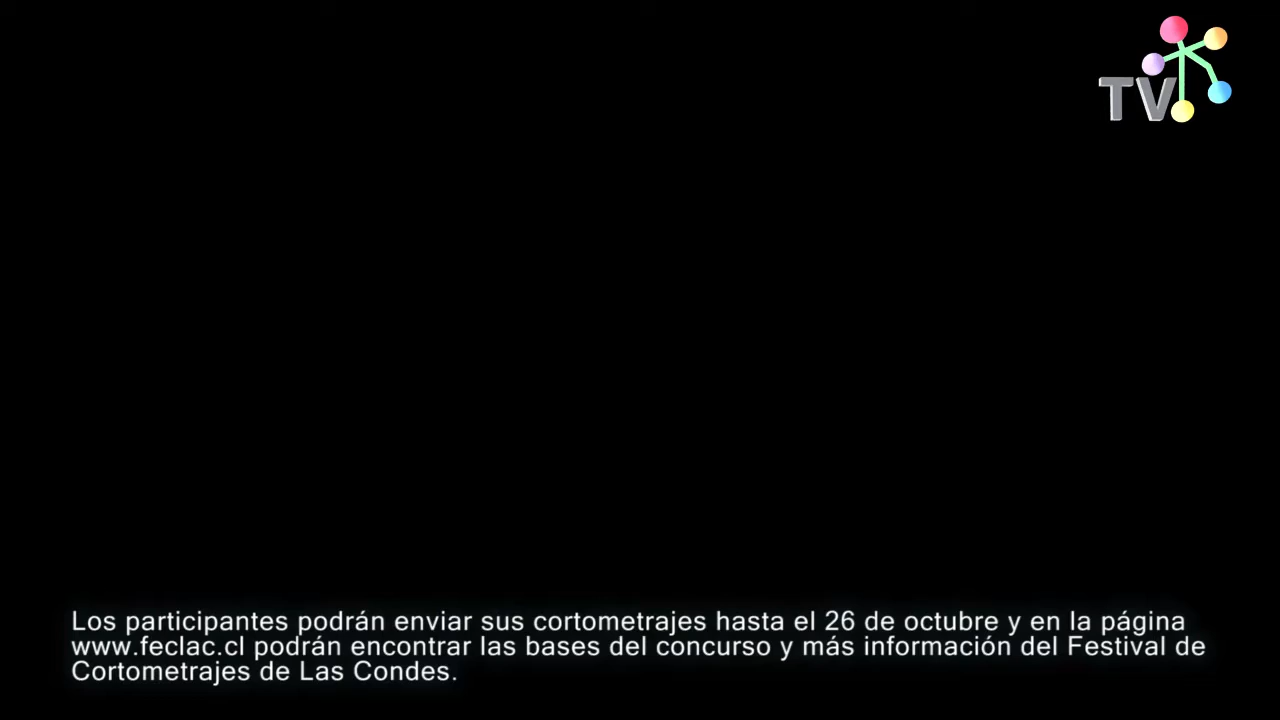 TV
Los participantes podrán enviar sus cortometrajes hasta el 26 de octubre y en la página
www.feclac.cl podrán encontrar las bases del concurso y más información del Festival de
Cortometrajes de Las Condes.